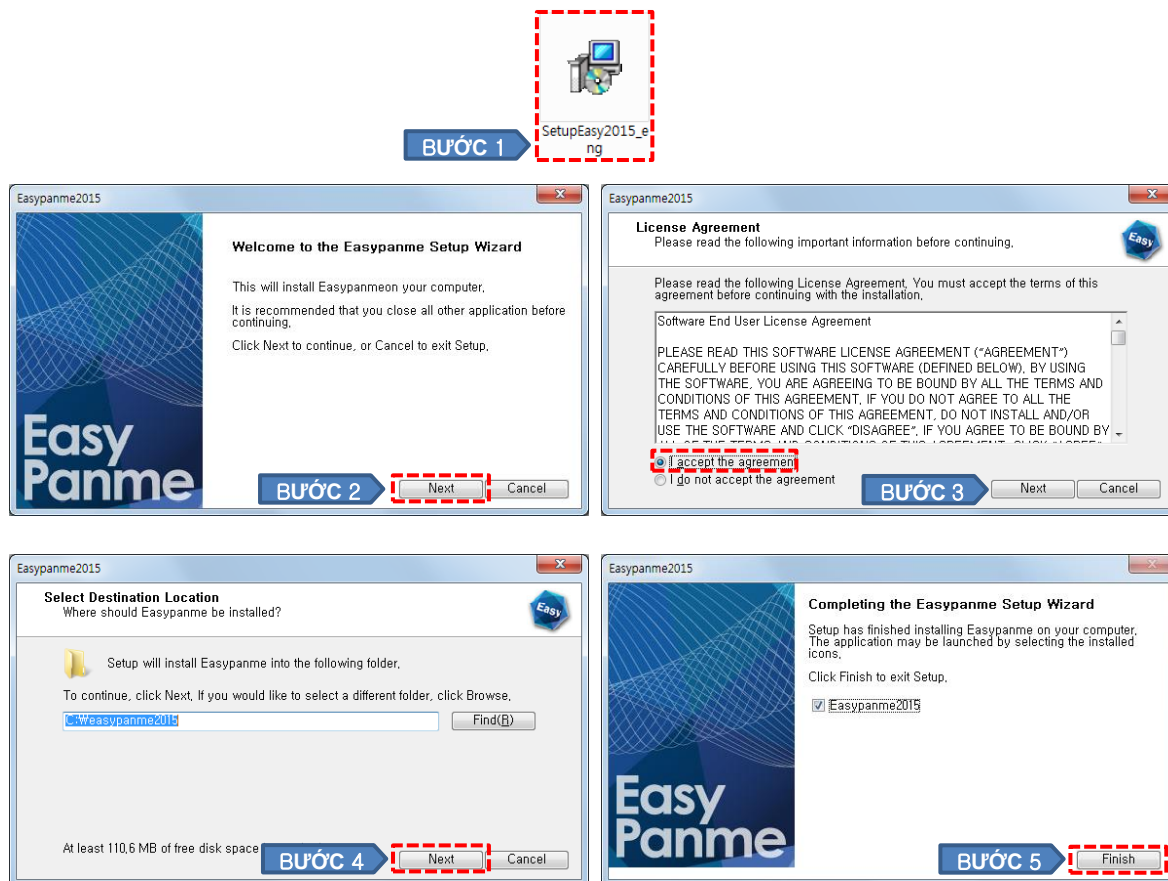 SetupEasy2015_e
ng
BƯỚC 1
Easypanme2015
Welcome to the Easypanme Setup Wizard
This will install Easypanmeon your computer,
It is recommended that you close all other application before
continuing,
Click Next to continue, or Cancel to exit Setup,
Easy
Panme
BƯỚC 2
Next
Cancel
Easypanme2015
License Agreement
Please read the following important information before continuing,
Easy
Please read the following License Agreement, You must accept the terms of this
agreement before continuing with the installation,
Software End User License Agreement
PLEASE READ THIS SOFTWARE LICENSE AGREEMENT ("AGREEMENT")
CAREFULLY BEFORE USING THIS SOFTWARE (DEFINED BELOW), BY USING
THE SOFTWARE, YOU ARE AGREEING TO BE BOUND BY ALL THE TERMS AND
CONDITIONS OF THIS AGREEMENT, IF YOU DO NOT AGREE TO ALL THE
TERMS AND CONDITIONS OF THIS AGREEMENT, DO NOT INSTALL AND/OR
USE THE SOFTWARE AND CLICK "DISAGREE", IF YOU AGREE TO BE BOUND BY
I accept the agreemen
I do not accept the agreement
BƯỚC 3
Next
Cancel
Easypanme2015
Select Destination Location
Where should Easypanme be installed?
Easy
Setup will install Easypanme into the following folder,
To continue, click Next, If you would like to select a different folder, click Browse,
C:₩easypanme2015
Find(R)
At least 110,6 MB of free disk space
BƯỚC 4
Next
Cancel
Easypanme2015
Completing the Easypanme Setup Wizard
Setup has finished installing Easypanme on your computer,
The application may be launched by selecting the installed
icons,
Click Finish to exit Setup,
Easypanme2015
Easy
Panme
BƯỚC 5
Finish